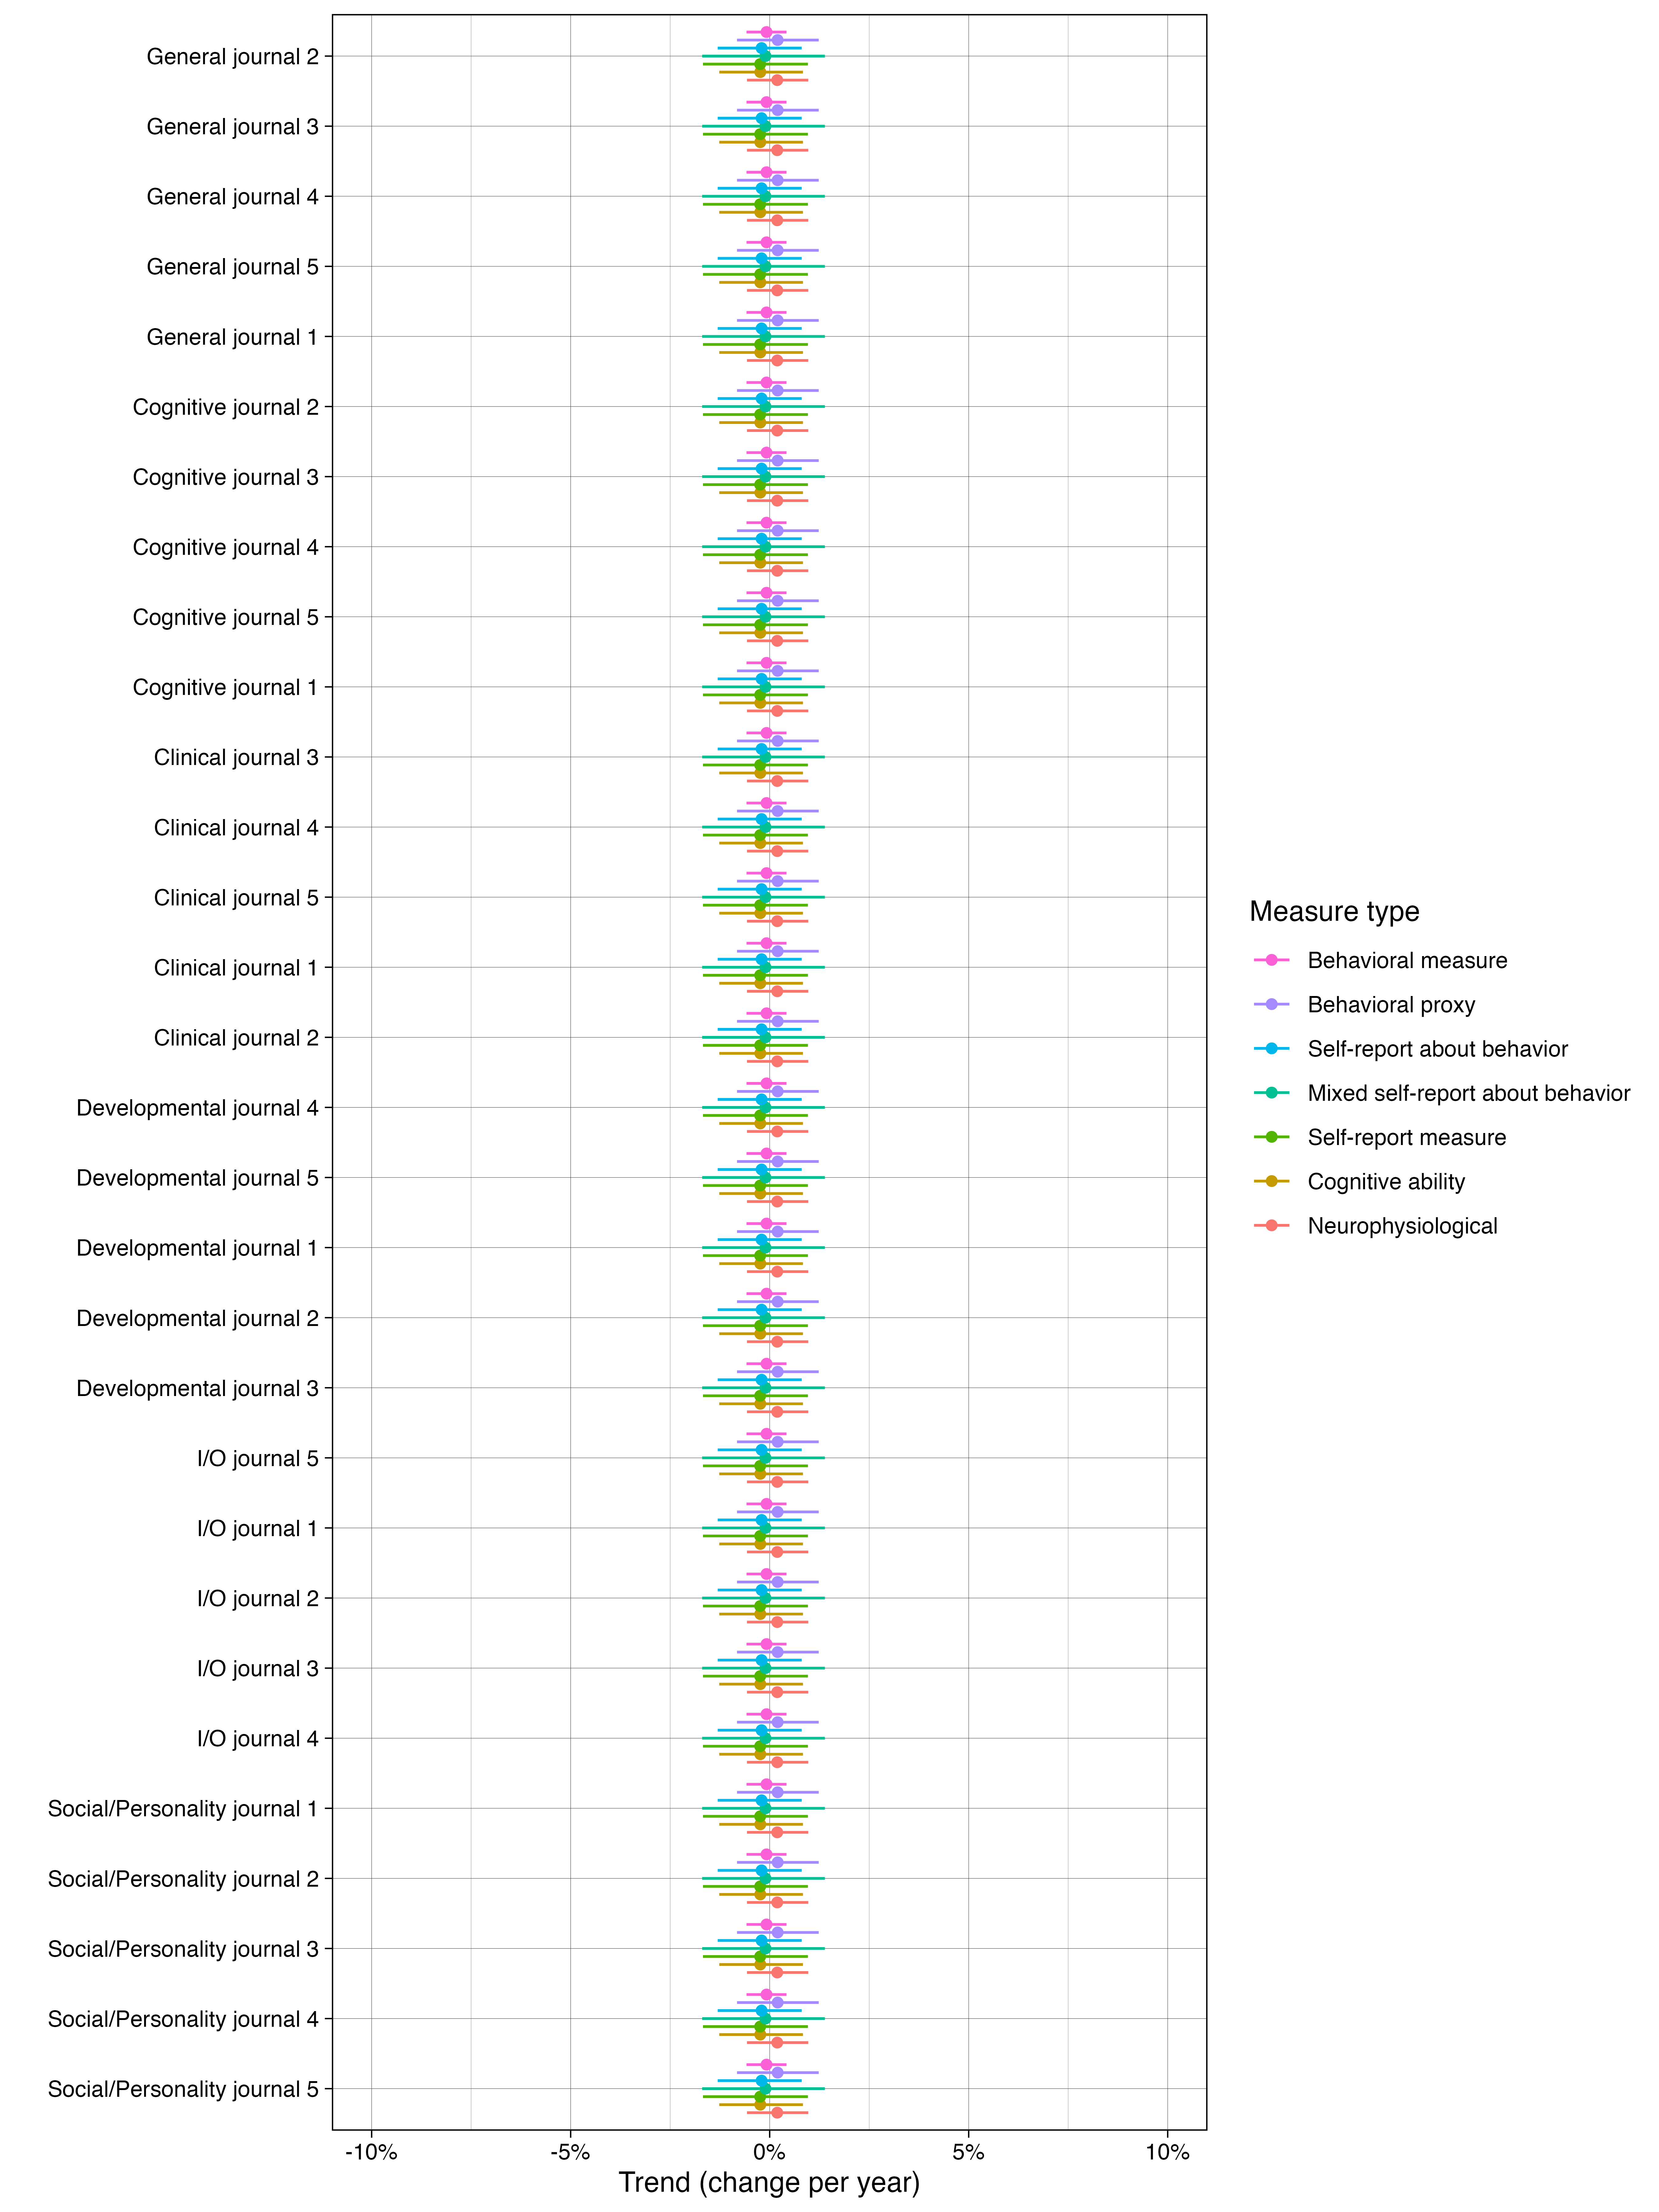 General journal 2
General journal 3
General journal 4
General journal 5
General journal 1
Cognitive journal 2
Cognitive journal 3
Cognitive journal 4
Cognitive journal 5
Cognitive journal 1
Clinical journal 3
Clinical journal 4
Clinical journal 5
Clinical journal 1
Clinical journal 2
Developmental journal 4
Developmental journal 5
Developmental journal 1
Developmental journal 2
Developmental journal 3
I/O journal 5
I/O journal 1
I/O journal 2
I/O journal 3
I/O journal 4
Social/Personality journal 1
Social/Personality journal 2
Social/Personality journal 3
Social/Personality journal 4
Social/Personality journal 5
-10% -5% 0% 5% 10%
Trend (change per year)
Measure type
Behavioral measure
Behavioral proxy
Self-report about behavior
Mixed self-report about behavior
Self-report measure
Cognitive ability
Neurophysiological